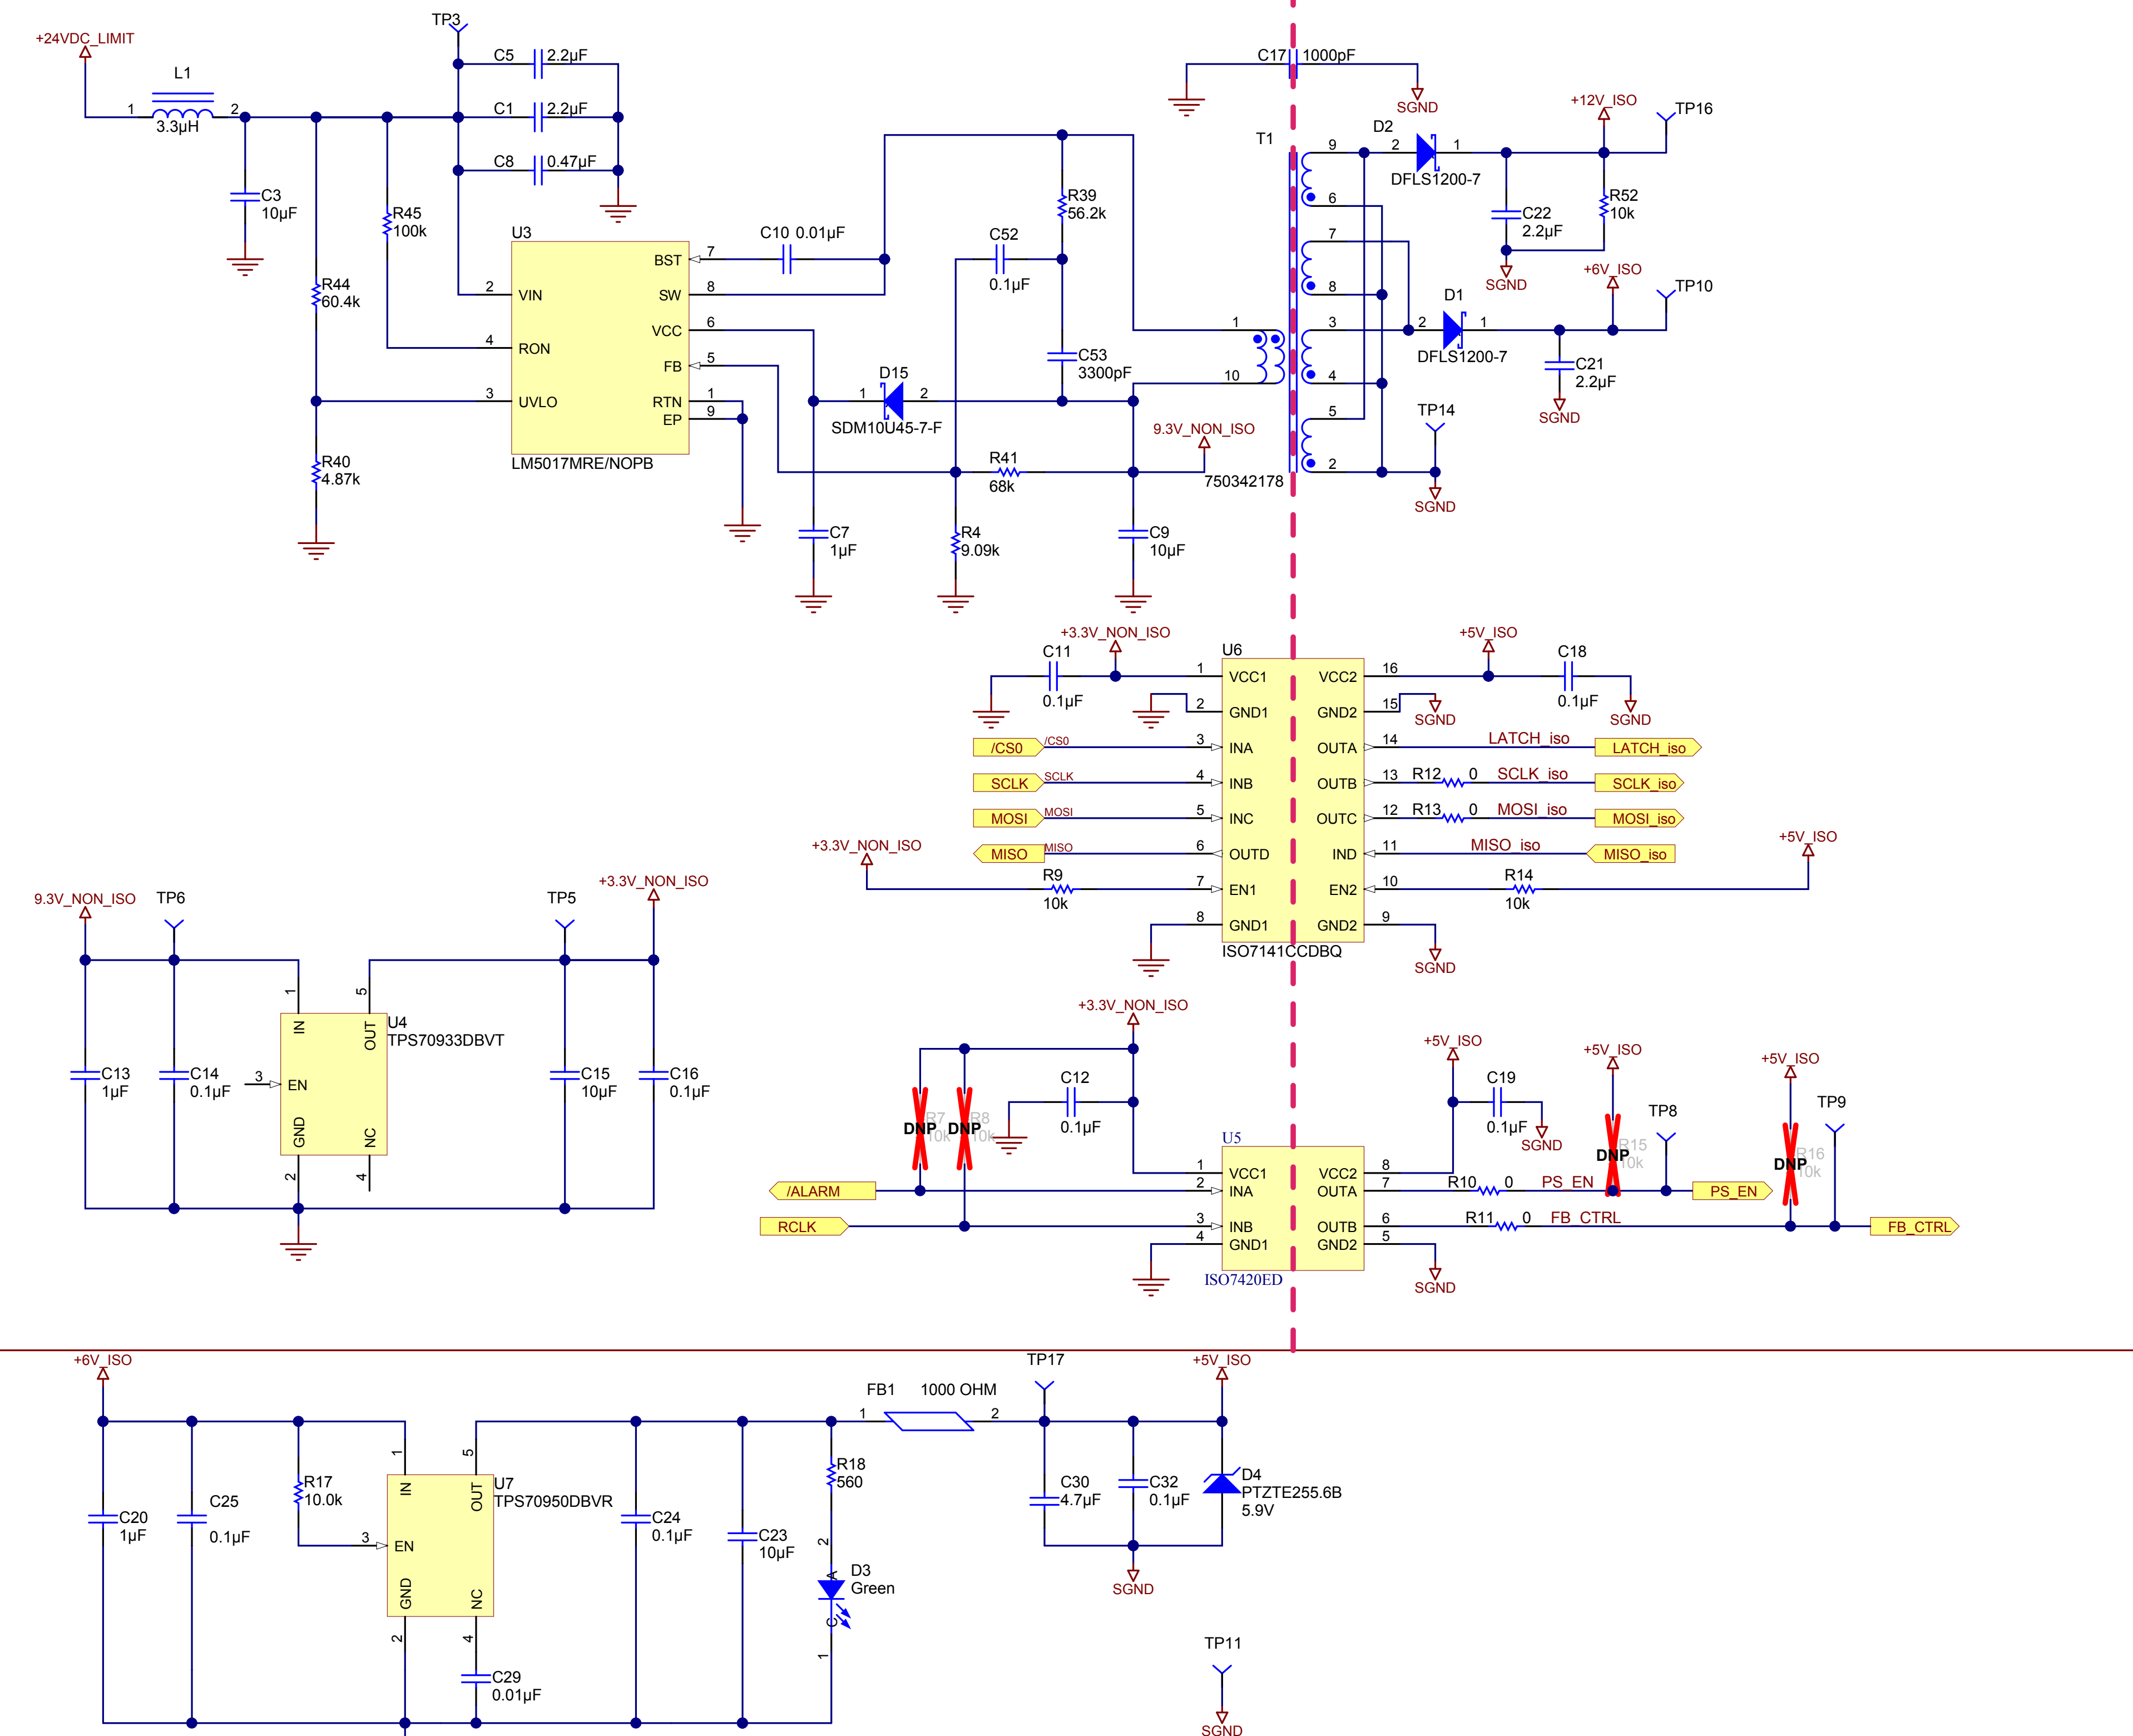 TP3
+24VDC_LIMIT
L1
1
2
3.3µH
C5 2.2µF
C1 2.2µF
C8 0.47µF
C3
10µF
R45
100k
R44
60.4k
R40
4.87k
U3
2 VIN
4 RON
3 UVLO
BST 7
SW 8
VCC 6
FB 5
RTN 1
EP 9
LM5017MRE/NOPB
C10 0.01µF
C52
0.1µF
R39
56.2k
C53
3300pF
D15
1
2
SDM10U45-7-F
R41
68k
9.3V_NON_ISO
C7
1µF
R4
9.09k
C9
10µF
C17 1000pF
SGND
T1
1
10
750342178
9
6
7
8
3
4
5
2
D2
2
1
DFLS1200-7
+12V_ISO
TP16
C22
2.2µF
R52
10k
SGND
+6V_ISO
TP10
D1
2
1
DFLS1200-7
C21
2.2µF
SGND
TP14
SGND
+3.3V_NON_ISO
C11
0.1µF
U6
1 VCC1
2 GND1
3 INA
4 INB
5 INC
6 OUTD
7 EN1
8 GND1
VCC2 16
GND2 15
OUTA 14
OUTB 13
OUTC 12
IND 11
EN2 10
GND2 9
ISO7141CCDBQ
/CS0 /CS0
SCLK SCLK
MOSI MOSI
MISO MISO
+3.3V_NON_ISO
R9
10k
+5V_ISO
C18
0.1µF
SGND
SGND
LATCH_iso LATCH_iso
R12 0 SCLK_iso SCLK_iso
R13 0 MOSI_iso MOSI_iso
MISO_iso MISO_iso
+5V_ISO
R14
10k
SGND
9.3V_NON_ISO
TP6
TP5
+3.3V_NON_ISO
1
5
IN
OUT
U4
TPS70933DBVT
3 EN
GND
NC
2
4
C13
1µF
C14
0.1µF
C15
10µF
C16
0.1µF
+3.3V_NON_ISO
R7
10k
DNP
R8
10k
DNP
C12
0.1µF
U5
1 VCC1
2 INA
3 INB
4 GND1
VCC2 8
OUTA 7
OUTB 6
GND2 5
ISO7420ED
/ALARM
RCLK
+5V_ISO
C19
0.1µF
SGND
+5V_ISO
R15
10k
DNP
TP8
+5V_ISO
R16
10k
DNP
TP9
R10 0 PS_EN PS_EN
R11 0 FB_CTRL FB_CTRL
SGND
+6V_ISO
C20
1µF
C25
0.1µF
R17
10.0k
1
5
IN
OUT
U7
TPS70950DBVR
3 EN
GND
NC
2
4
C29
0.01µF
C24
0.1µF
C23
10µF
R18
560
2
A
D3
Green
C
1
FB1 1000 OHM
1
2
TP17
+5V_ISO
C30
4.7µF
C32
0.1µF
D4
PTZTE255.6B
5.9V
SGND
TP11
SGND